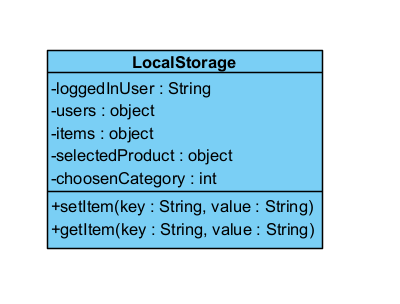 LocalStorage
-loggedInUser : String
-users : object
-items : object
-selectedProduct : object
-choosenCategory : int
+setItem(key : String, value : String)
+getItem(key : String, value : String)